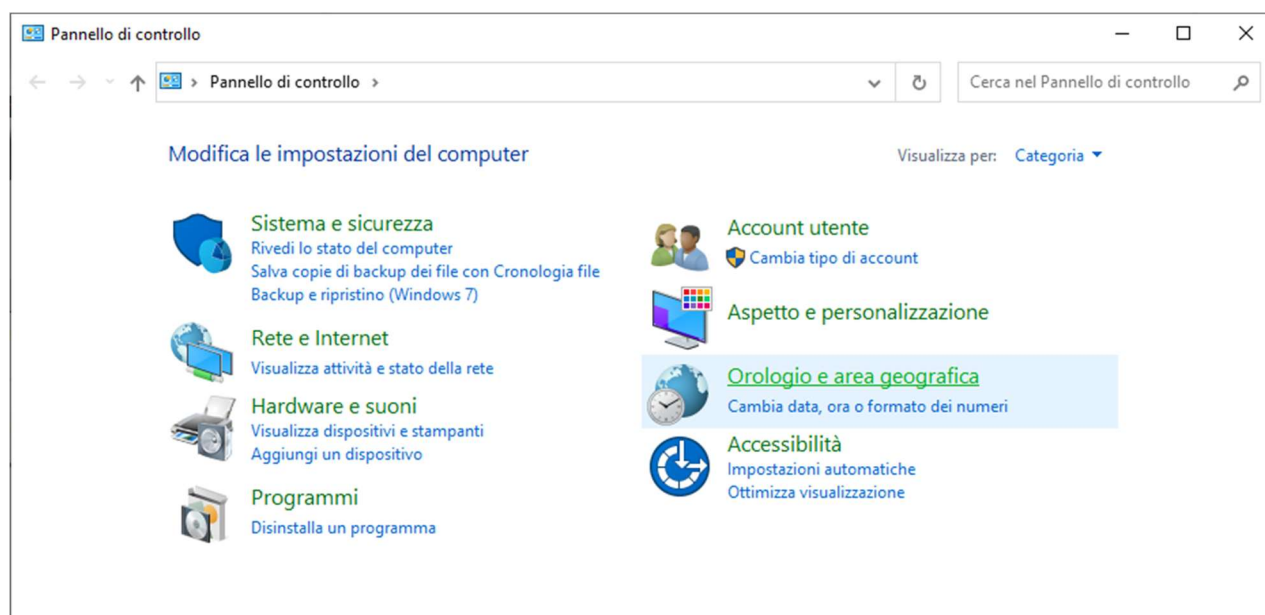 Pannello di controllo
Pannello di controllo
Cerca nel Pannello di controllo
Modifica le impostazioni del computer
Visualizza per: Categoria
Sistema e sicurezza
Rivedi lo stato del computer
Salva copie di backup dei file con Cronologia file
Backup e ripristino (Windows 7)
Rete e Internet
Visualizza attività e stato della rete
Hardware e suoni
Visualizza dispositivi e stampanti
Aggiungi un dispositivo
Programmi
Disinstalla un programma
Account utente
Cambia tipo di account
Aspetto e personalizzazione
Orologio e area geografica
Cambia data, ora o formato dei numeri
Accessibilità
Impostazioni automatiche
Ottimizza visualizzazione